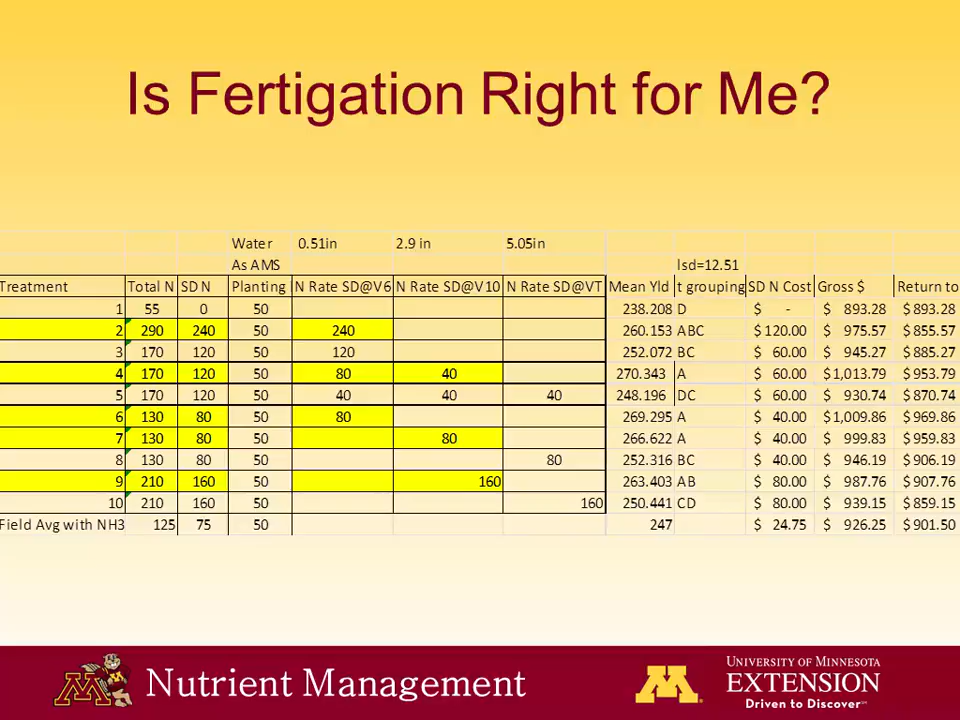 Is Fertigation Right for Me?
Water 0.51in 2.9 in 5.05in
As AMS lsd=12.51
Treatment Total N SD N Planting N Rate SD@V6 N Rate SD@V10 N Rate SD@VT Mean Yld t grouping SD N Cost Gross $ Return to
1 55 0 50 238.208 D $ - $ 893.28 $ 893.28
2 290 240 50 240 260.153 ABC $ 120.00 $ 975.57 $ 855.57
3 170 120 50 120 252.072 BC $ 60.00 $ 945.27 $ 885.27
4 170 120 50 80 40 270.343 A $ 60.00 $ 1,013.79 $ 953.79
5 170 120 50 40 40 40 248.196 DC $ 60.00 $ 930.74 $ 870.74
6 130 80 50 80 269.295 A $ 40.00 $ 1,009.86 $ 969.86
7 130 80 50 80 266.622 A $ 40.00 $ 999.83 $ 959.83
8 130 80 50 80 252.316 BC $ 40.00 $ 946.19 $ 906.19
9 210 160 50 160 263.403 AB $ 80.00 $ 987.76 $ 907.76
10 210 160 50 160 250.441 CD $ 80.00 $ 939.15 $ 859.15
Field Avg with NH3 125 75 50 247 $ 24.75 $ 926.25 $ 901.50
M Nutrient Management
M UNIVERSITY OF MINNESOTA
EXTENSION
Driven to Discover℠